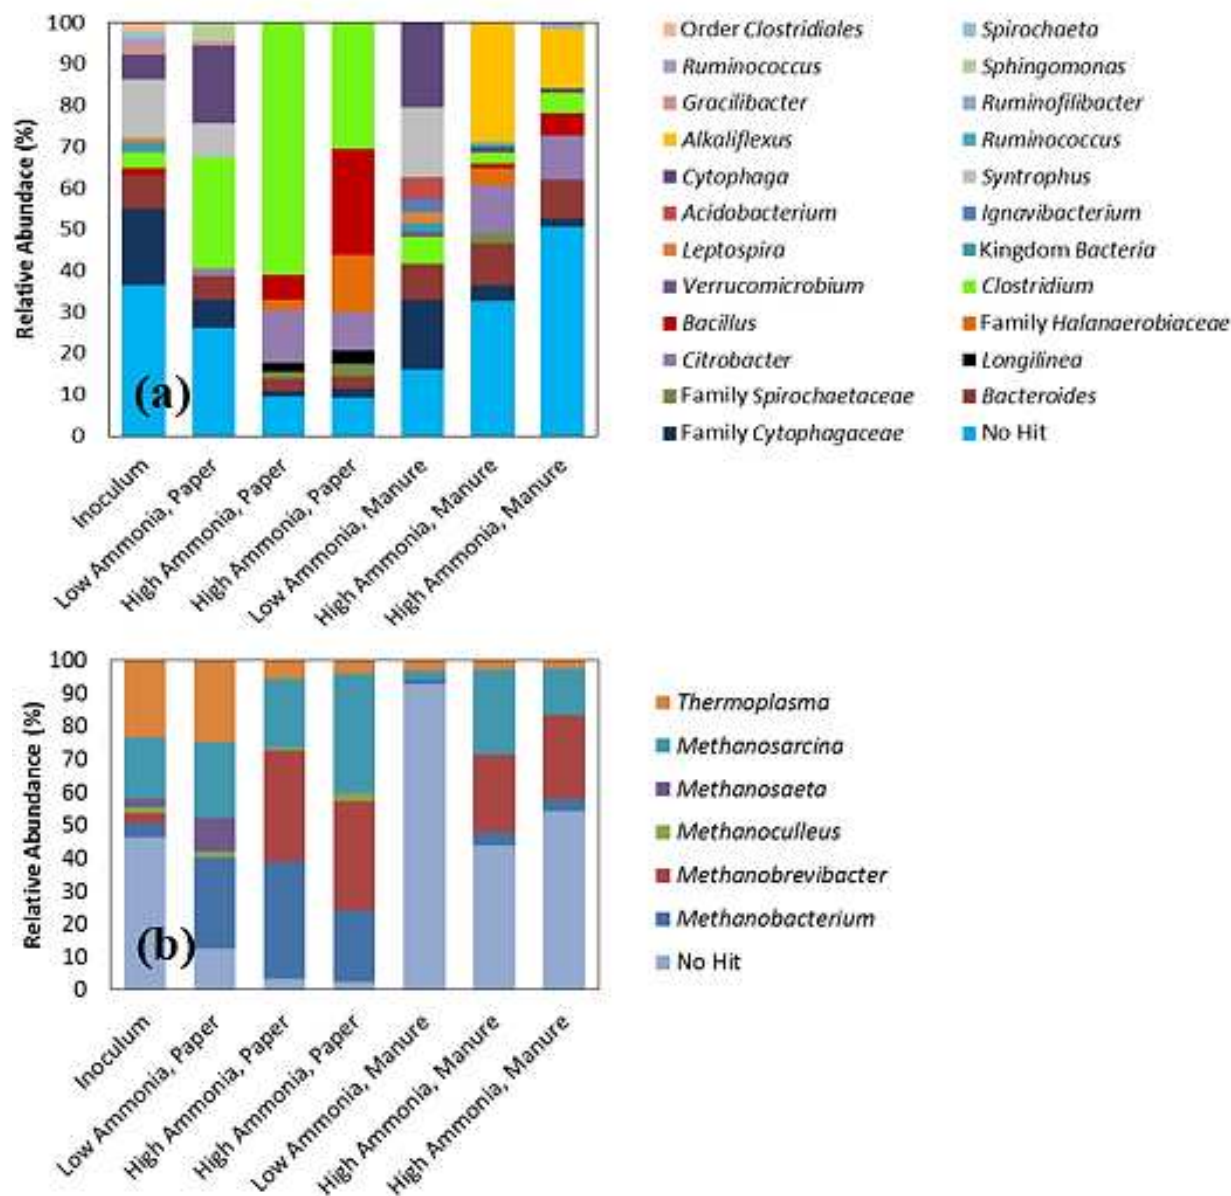 100
90
80
70
60
50
40
30
20
10
0
Relative Abundace (%)
(a)
Inoculum
Low Ammonia, Paper
High Ammonia, Paper
High Ammonia, Paper
Low Ammonia, Manure
High Ammonia, Manure
High Ammonia, Manure
Order Clostridiales
Spirochaeta
Ruminococcus
Sphingomonas
Gracilibacter
Ruminofilibacter
Alkaliflexus
Ruminococcus
Cytophaga
Syntrophus
Acidobacterium
Ignavibacterium
Leptospira
Kingdom Bacteria
Verrucomicrobium
Clostridium
Bacillus
Family Halanaerobiaceae
Citrobacter
Longilinea
Family Spirochaetaceae
Bacteroides
Family Cytophagaceae
No Hit
100
90
80
70
60
50
40
30
20
10
0
Relative Abundance (%)
(b)
Inoculum
Low Ammonia, Paper
High Ammonia, Paper
High Ammonia, Paper
Low Ammonia, Manure
High Ammonia, Manure
High Ammonia, Manure
Thermoplasma
Methanosarcina
Methanosaeta
Methanoculleus
Methanobrevibacter
Methanobacterium
No Hit